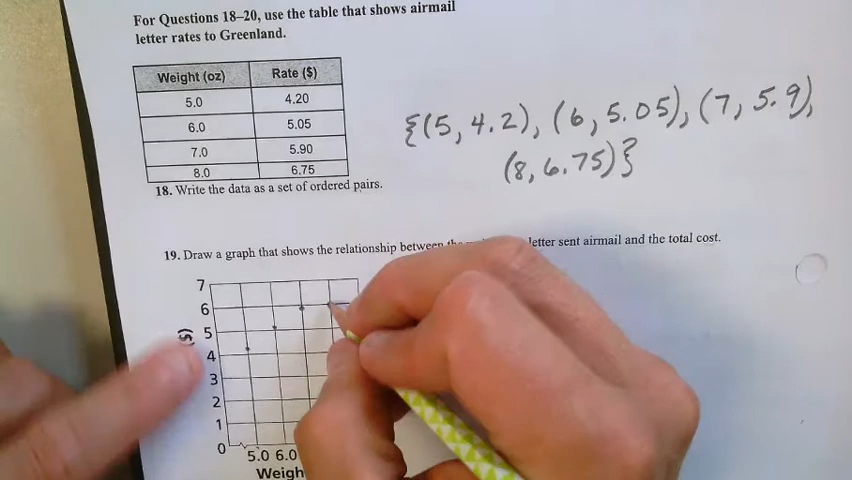 For Questions 18–20, use the table that shows airmail
letter rates to Greenland.
Weight (oz) Rate ($)
5.0 4.20
6.0 5.05
7.0 5.90
8.0 6.75
{(5, 4.2), (6, 5.05), (7, 5.9),
(8, 6.75)}
18. Write the data as a set of ordered pairs.
19. Draw a graph that shows the relationship between the letter sent airmail and the total cost.
7
6
5
($)
4
3
2
1
0
5.0 6.0
Weigh